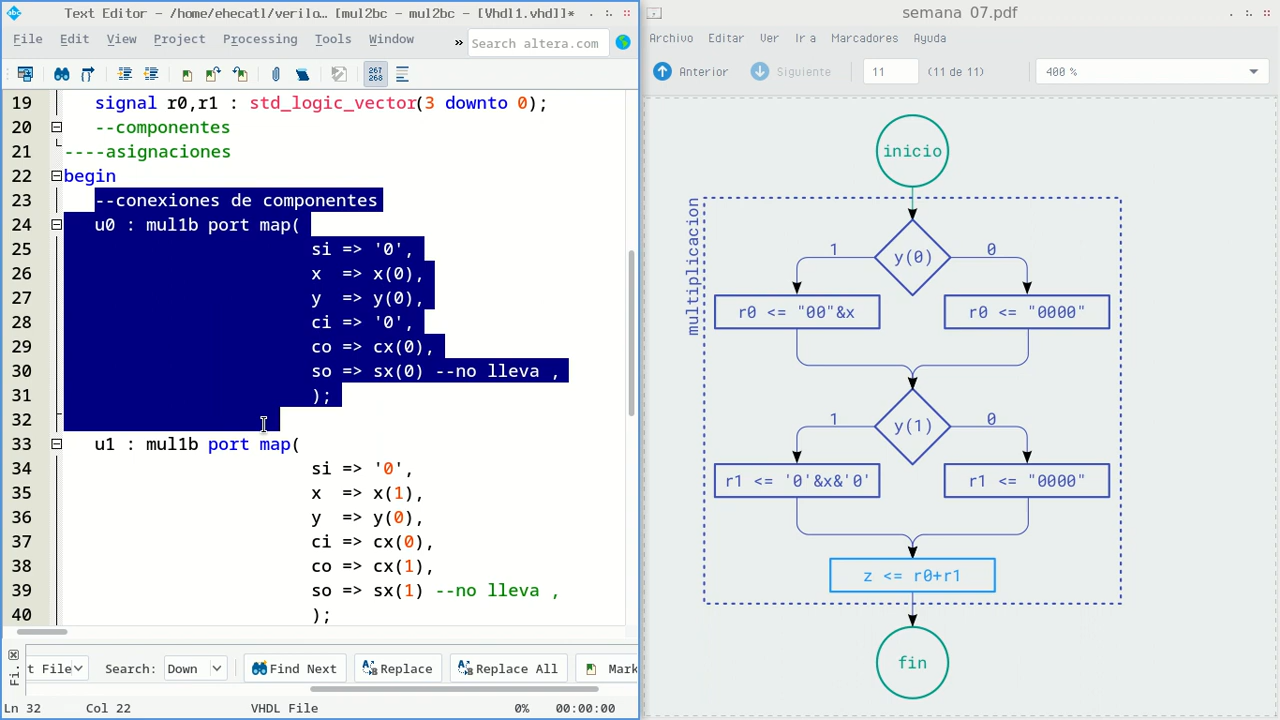 Text Editor – /home/ehecatl/verilo... [mul2bc – mul2bc – [Vhdl1.vhd]]*
File Edit View Project Processing Tools Window » Search altera.com
abc
267
268
19 signal r0,r1 : std_logic_vector(3 downto 0);
20 --componentes
21 ----asignaciones
22 begin
23 --conexiones de componentes
24 u0 : mul1b port map(
25 si => '0',
26 x => x(0),
27 y => y(0),
28 ci => '0',
29 co => cx(0),
30 so => sx(0) --no lleva ,
31 );
32
33 u1 : mul1b port map(
34 si => '0',
35 x => x(1),
36 y => y(0),
37 ci => cx(0),
38 co => cx(1),
39 so => sx(1) --no lleva ,
40 );
Fi.
t File Search: Down Find Next Replace Replace All Mark
Ln 32 Col 22 VHDL File 0% 00:00:00
semana 07.pdf
Archivo Editar Ver Ir a Marcadores Ayuda
Anterior Siguiente 11 (11 de 11) 400 %
inicio
multiplicacion
y(0)
1 0
r0 <= "00"&x r0 <= "0000"
y(1)
1 0
r1 <= '0'&x&'0' r1 <= "0000"
z <= r0+r1
fin